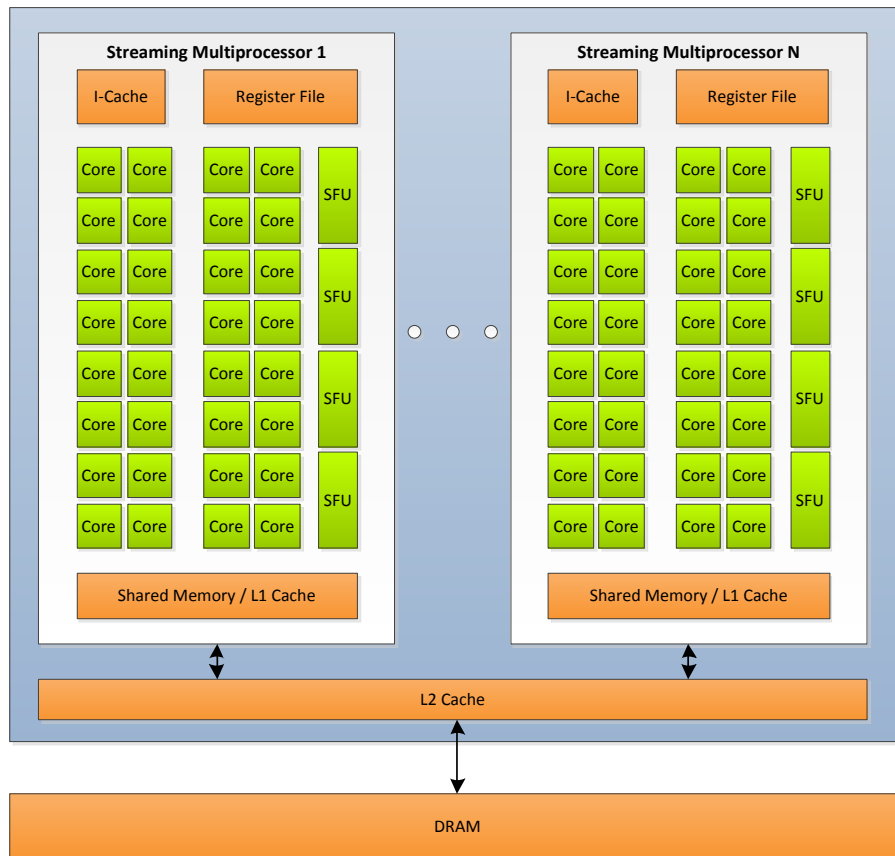 Streaming Multiprocessor 1 Streaming Multiprocessor N
I-Cache Register File I-Cache Register File
Core Core Core Core SFU Core Core Core Core SFU
Core Core Core Core Core Core Core Core
Core Core Core Core SFU Core Core Core Core SFU
Core Core Core Core Core Core Core Core
Core Core Core Core SFU Core Core Core Core SFU
Core Core Core Core Core Core Core Core
Core Core Core Core SFU Core Core Core Core SFU
Core Core Core Core Core Core Core Core
Shared Memory / L1 Cache Shared Memory / L1 Cache
L2 Cache
DRAM